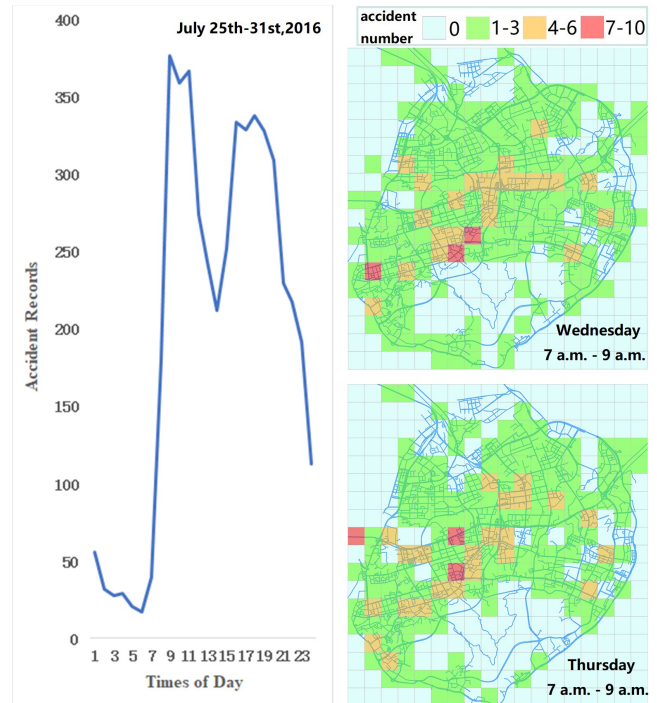 July 25th-31st,2016
400
350
300
250
200
150
100
50
0
Accident Records
1 3 5 7 9 11 13 15 17 19 21 23
Times of Day
accident
number
0 1-3 4-6 7-10
Wednesday
7 a.m. - 9 a.m.
Thursday
7 a.m. - 9 a.m.